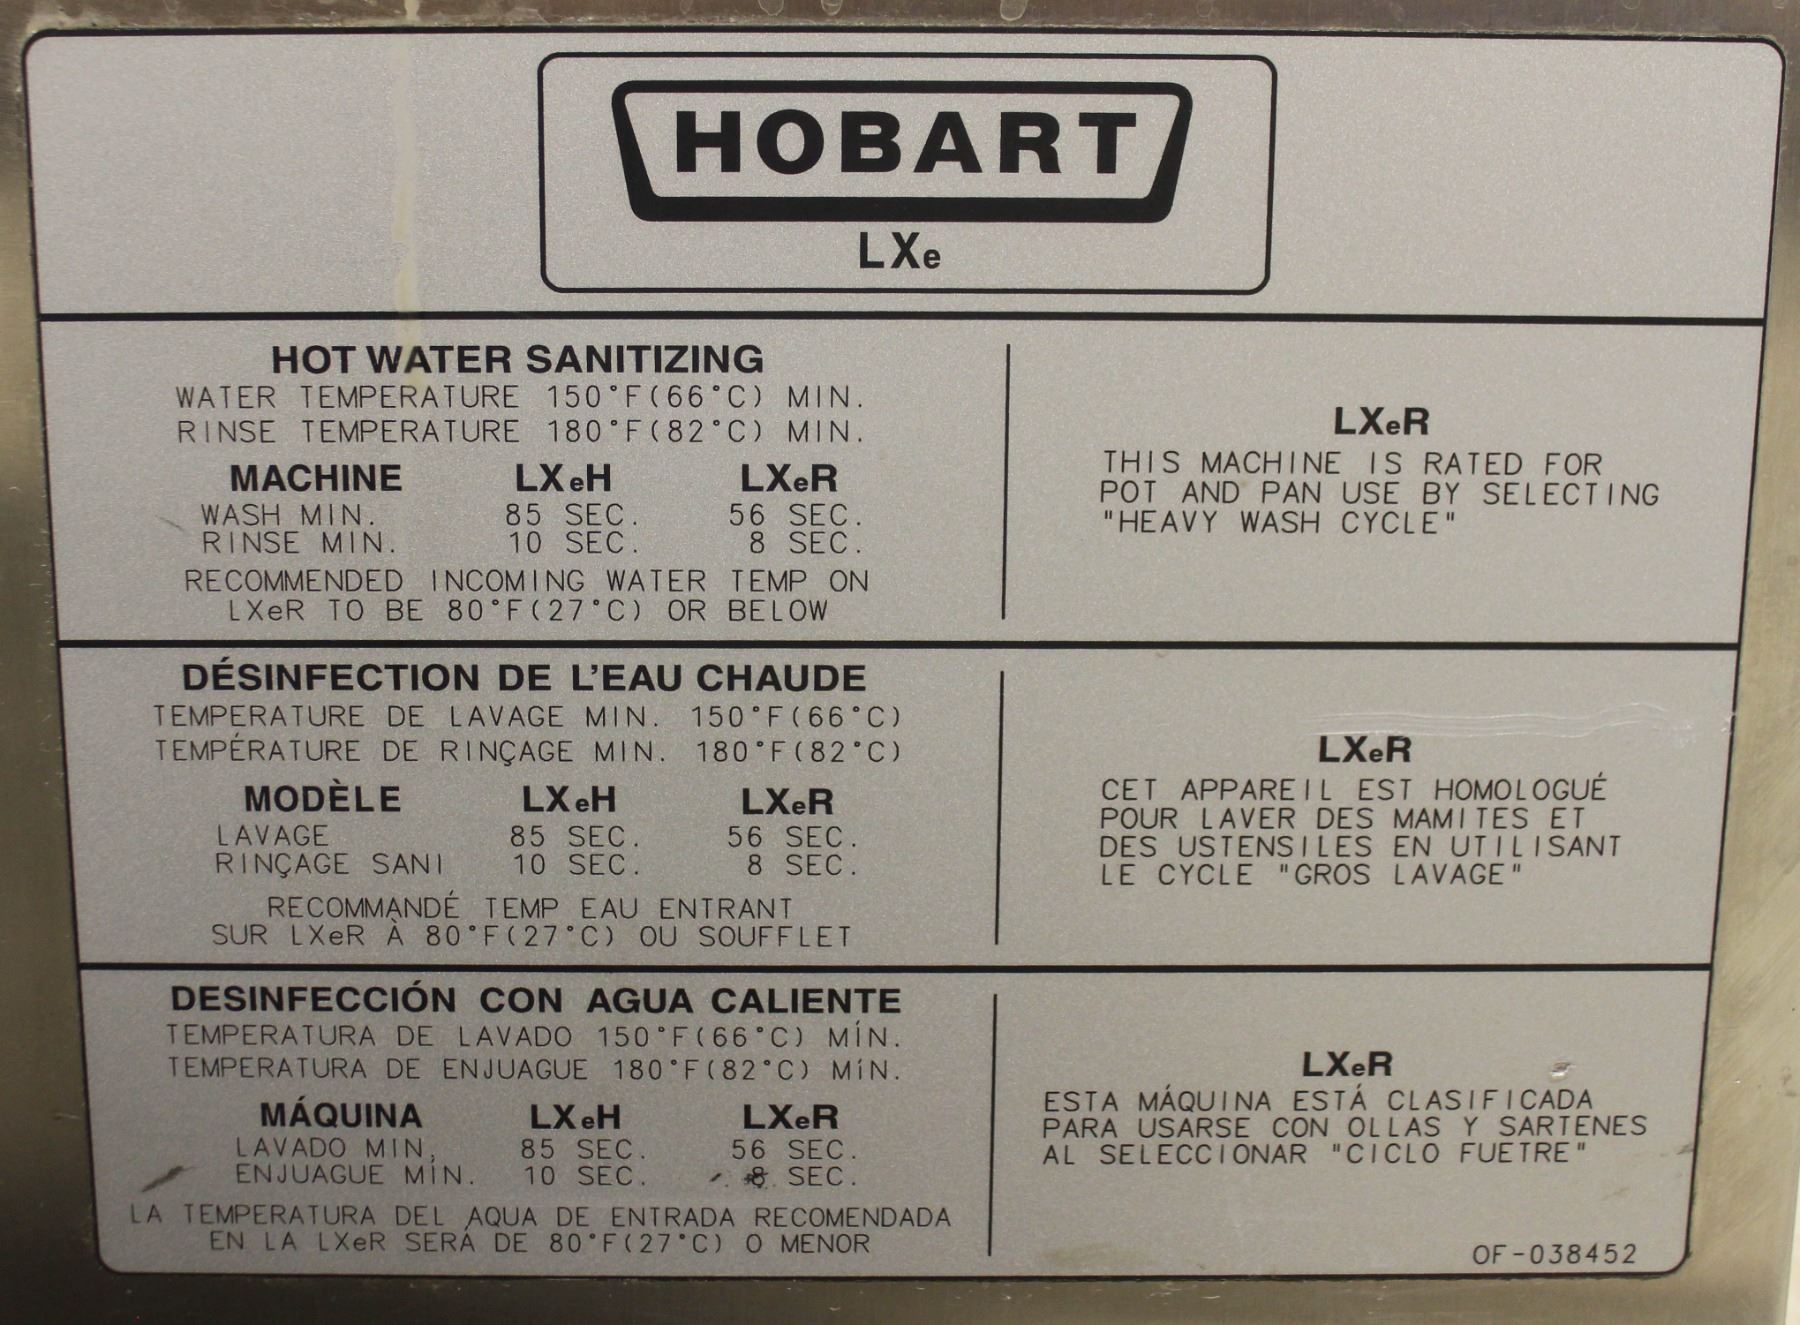 HOBART
LXe
HOT WATER SANITIZING
WATER TEMPERATURE 150°F(66°C) MIN.
RINSE TEMPERATURE 180°F(82°C) MIN.
MACHINE LXeH LXeR
WASH MIN. 85 SEC. 56 SEC.
RINSE MIN. 10 SEC. 8 SEC.
RECOMMENDED INCOMING WATER TEMP ON
LXeR TO BE 80°F(27°C) OR BELOW
LXeR
THIS MACHINE IS RATED FOR
POT AND PAN USE BY SELECTING
"HEAVY WASH CYCLE"
DÉSINFECTION DE L'EAU CHAUDE
TEMPERATURE DE LAVAGE MIN. 150°F(66°C)
TEMPÉRATURE DE RINÇAGE MIN. 180°F(82°C)
MODÈLE LXeH LXeR
LAVAGE 85 SEC. 56 SEC.
RINÇAGE SANI 10 SEC. 8 SEC.
RECOMMANDÉ TEMP EAU ENTRANT
SUR LXeR À 80°F(27°C) OU SOUFFLET
LXeR
CET APPAREIL EST HOMOLOGUÉ
POUR LAVER DES MAMITES ET
DES USTENSILES EN UTILISANT
LE CYCLE "GROS LAVAGE"
DESINFECCIÓN CON AGUA CALIENTE
TEMPERATURA DE LAVADO 150°F(66°C) MÍN.
TEMPERATURA DE ENJUAGUE 180°F(82°C) MÍN.
MÁQUINA LXeH LXeR
LAVADO MIN, 85 SEC. 56 SEC.
ENJUAGUE MÍN. 10 SEC. 8 SEC.
LA TEMPERATURA DEL AQUA DE ENTRADA RECOMENDADA
EN LA LXeR SERÁ DE 80°F(27°C) O MENOR
LXeR
ESTA MÁQUINA ESTÁ CLASIFICADA
PARA USARSE CON OLLAS Y SARTENES
AL SELECCIONAR "CICLO FUETRE"
OF-038452